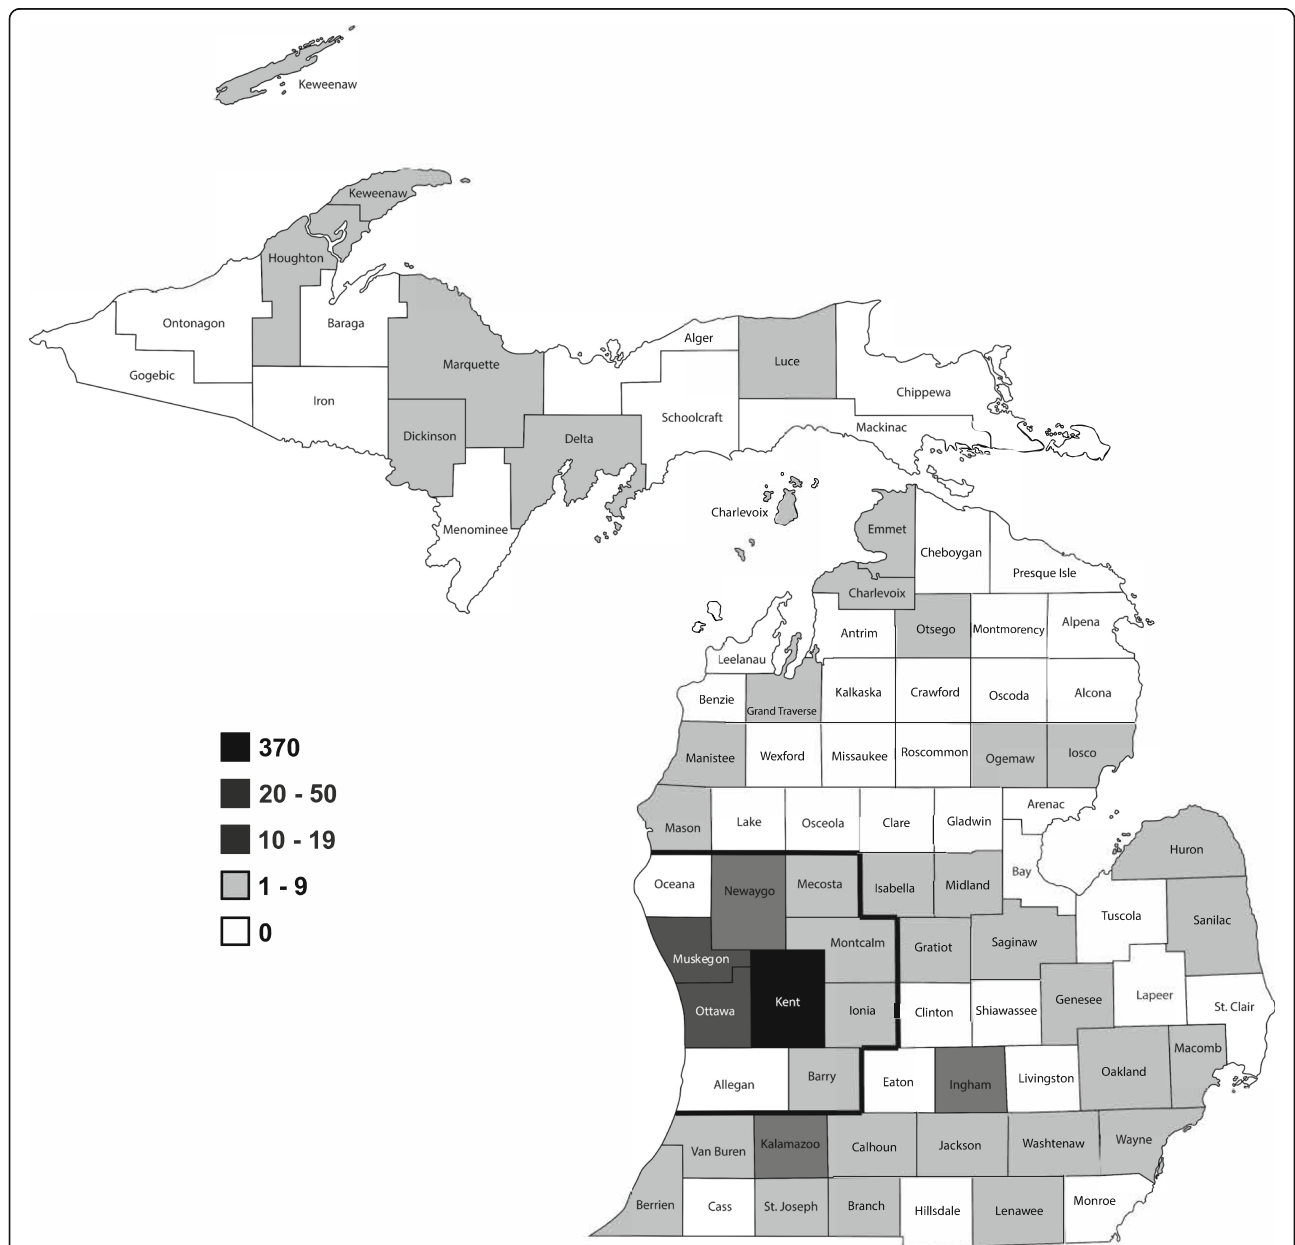 Keweenaw
Keweenaw
Houghton
Ontonagon
Baraga
Alger
Luce
Marquette
Gogebic
Iron
Chippewa
Schoolcraft
Mackinac
Dickinson
Delta
Menominee
Charlevoix
Emmet
Cheboygan
Presque Isle
Charlevoix
Antrim
Otsego
Montmorency
Alpena
Leelanau
Benzie
Grand Traverse
Kalkaska
Crawford
Oscoda
Alcona
Manistee
Wexford
Missaukee
Roscommon
Ogemaw
Iosco
370
20 - 50
10 - 19
1 - 9
0
Mason
Lake
Osceola
Clare
Gladwin
Arenac
Huron
Oceana
Newaygo
Mecosta
Isabella
Midland
Bay
Tuscola
Sanilac
Muskegon
Montcalm
Gratiot
Saginaw
Ottawa
Kent
Ionia
Clinton
Shiawassee
Genesee
Lapeer
St. Clair
Allegan
Barry
Eaton
Ingham
Livingston
Oakland
Macomb
Van Buren
Kalamazoo
Calhoun
Jackson
Washtenaw
Wayne
Berrien
Cass
St. Joseph
Branch
Hillsdale
Lenawee
Monroe